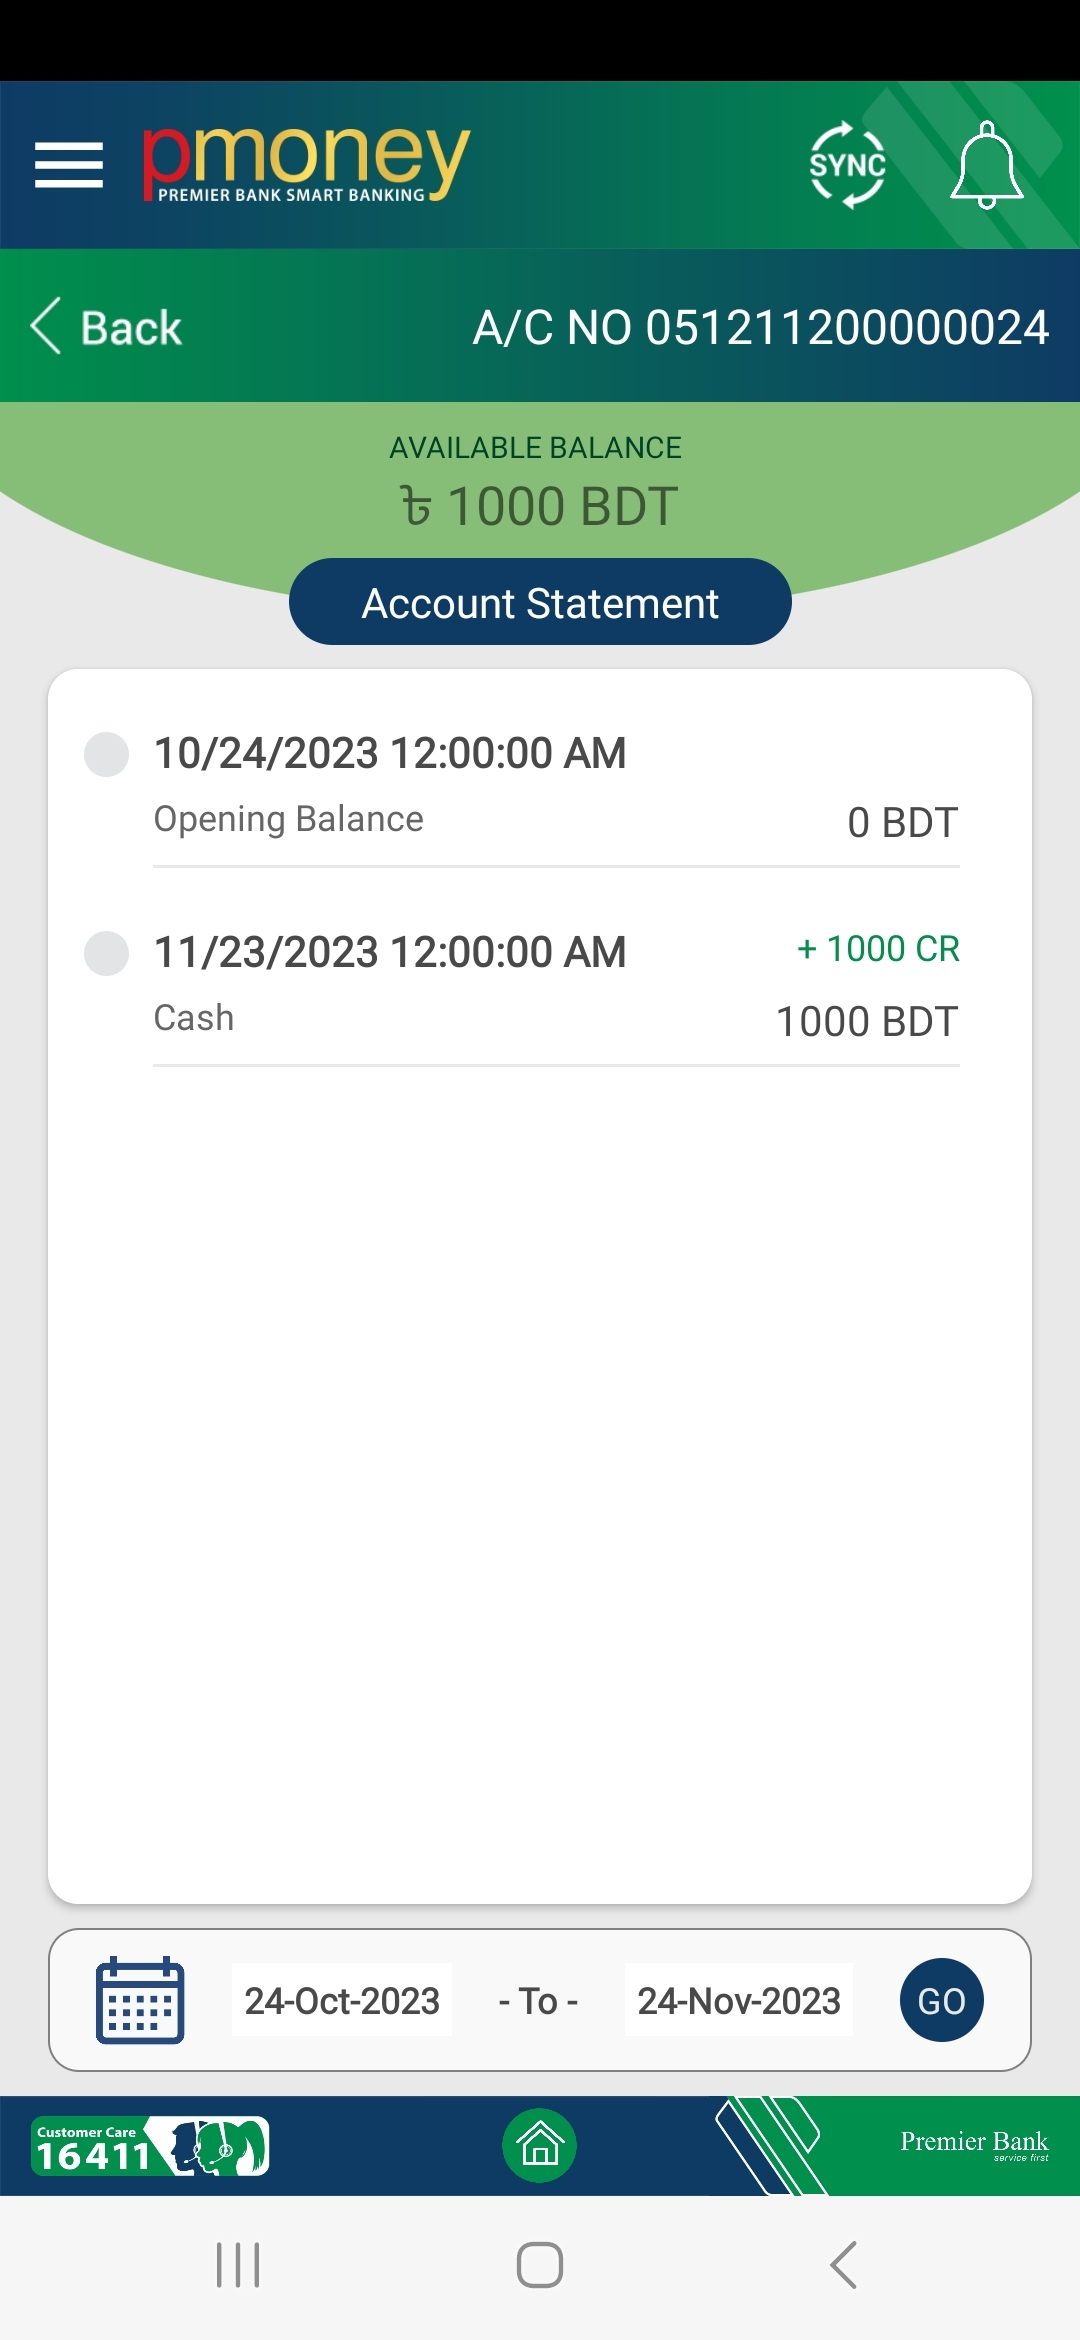 pmoney
PREMIER BANK SMART BANKING
SYNC
Back
A/C NO 051211200000024
AVAILABLE BALANCE
৳ 1000 BDT
Account Statement
10/24/2023 12:00:00 AM
Opening Balance 0 BDT
11/23/2023 12:00:00 AM + 1000 CR
Cash 1000 BDT
24-Oct-2023 - To - 24-Nov-2023 GO
Customer Care
16411
Premier Bank
service first